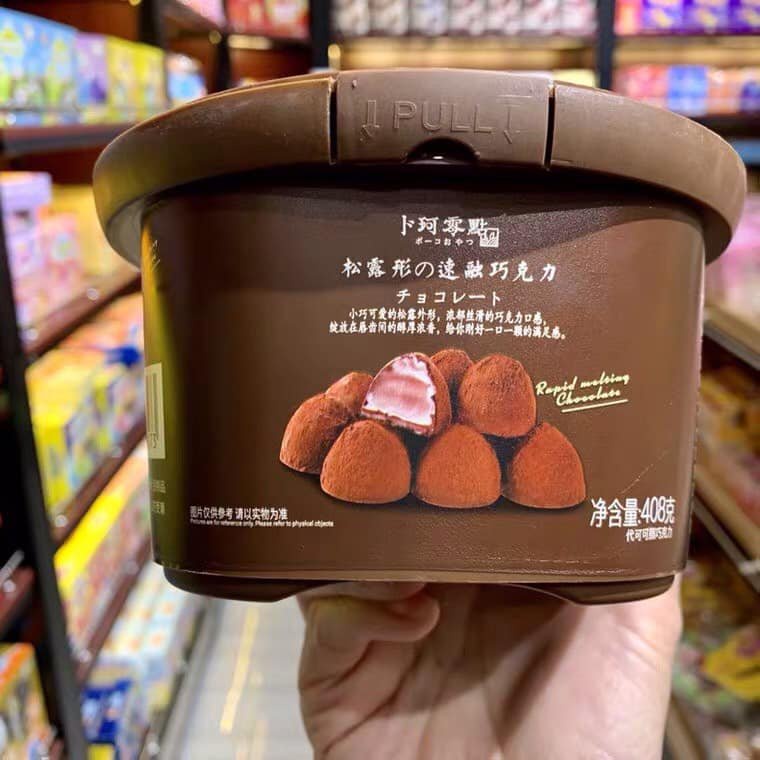 PULL
卜珂零點
ポーコおやつ
松露形の速融巧克力
チョコレート
小巧可爱的松露外形，浓郁丝滑的巧克力口感，
绽放在唇齿间的醇厚浓香，给你刚好一口一颗的满足感。
Rapid melting
Chocolate
图片仅供参考 请以实物为准
Pictures are for reference only, Please refer to physical objects
净含量:408克
代可可脂巧克力